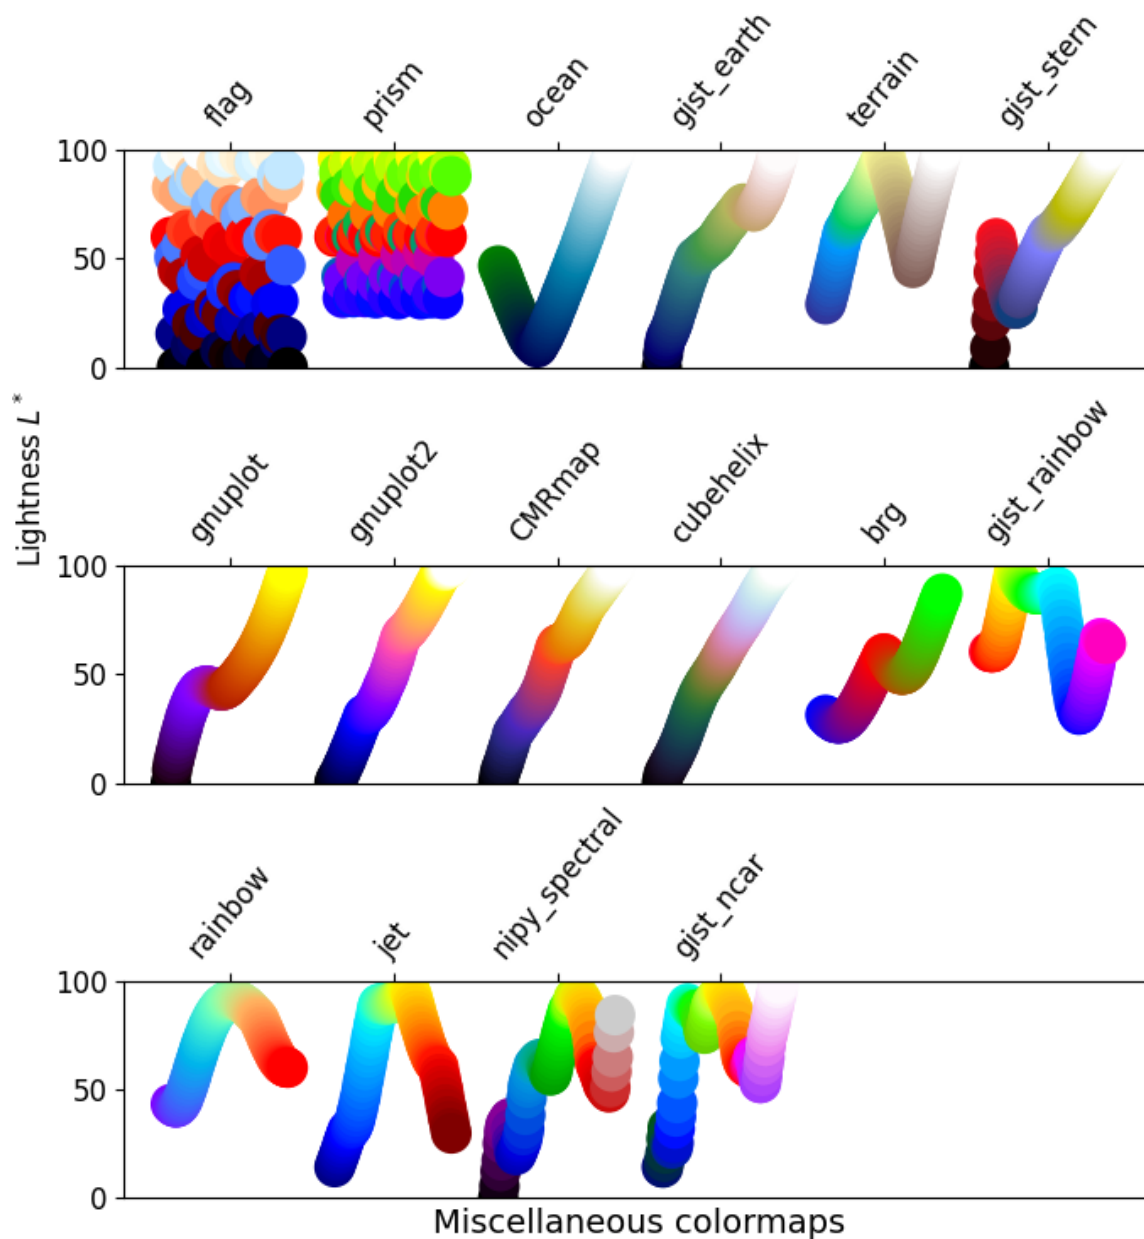 flag prism ocean gist_earth terrain gist_stern
100
50
0
Lightness L*
gnuplot gnuplot2 CMRmap cubehelix brg gist_rainbow
100
50
0
rainbow jet nipy_spectral gist_ncar
100
50
0
Miscellaneous colormaps